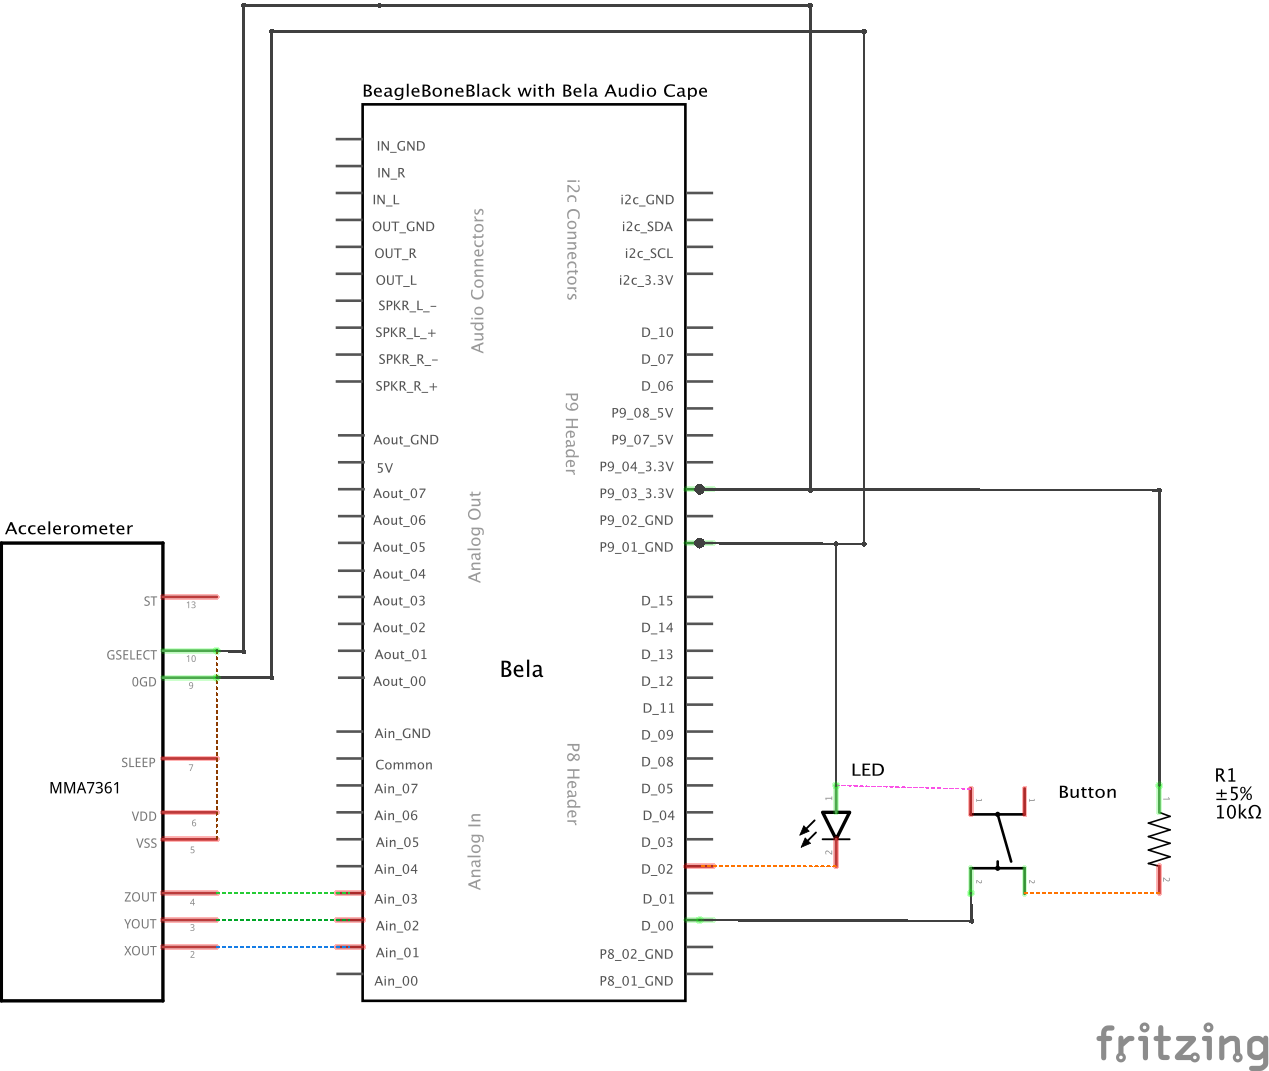 BeagleBoneBlack with Bela Audio Cape
IN_GND
IN_R
IN_L
OUT_GND
OUT_R
OUT_L
SPKR_L_-
SPKR_L_+
SPKR_R_-
SPKR_R_+
Audio Connectors
Aout_GND
5V
Aout_07
Aout_06
Aout_05
Aout_04
Aout_03
Aout_02
Aout_01
Aout_00
Analog Out
Ain_GND
Common
Ain_07
Ain_06
Ain_05
Ain_04
Ain_03
Ain_02
Ain_01
Ain_00
Analog In
Bela
i2c Connectors
i2c_GND
i2c_SDA
i2c_SCL
i2c_3.3V
P9 Header
D_10
D_07
D_06
P9_08_5V
P9_07_5V
P9_04_3.3V
P9_03_3.3V
P9_02_GND
P9_01_GND
P8 Header
D_15
D_14
D_13
D_12
D_11
D_09
D_08
D_05
D_04
D_03
D_02
D_01
D_00
P8_02_GND
P8_01_GND
Accelerometer
MMA7361
ST 13
GSELECT 10
0GD 9
SLEEP 7
VDD 6
VSS 5
ZOUT 4
YOUT 3
XOUT 2
LED
1
2
Button
1
1
2
2
R1
±5%
10kΩ
1
2
fritzing